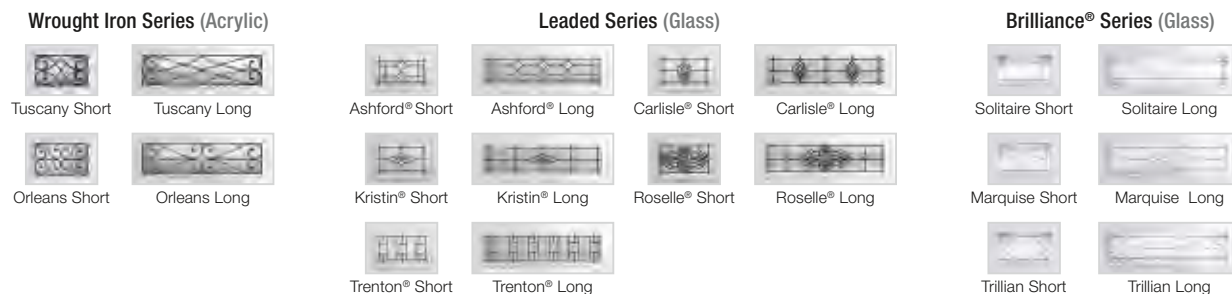 Wrought Iron Series (Acrylic)
Tuscany Short
Tuscany Long
Orleans Short
Orleans Long
Leaded Series (Glass)
Ashford® Short
Ashford® Long
Carlisle® Short
Carlisle® Long
Kristin® Short
Kristin® Long
Roselle® Short
Roselle® Long
Trenton® Short
Trenton® Long
Brilliance® Series (Glass)
Solitaire Short
Solitaire Long
Marquise Short
Marquise Long
Trillian Short
Trillian Long